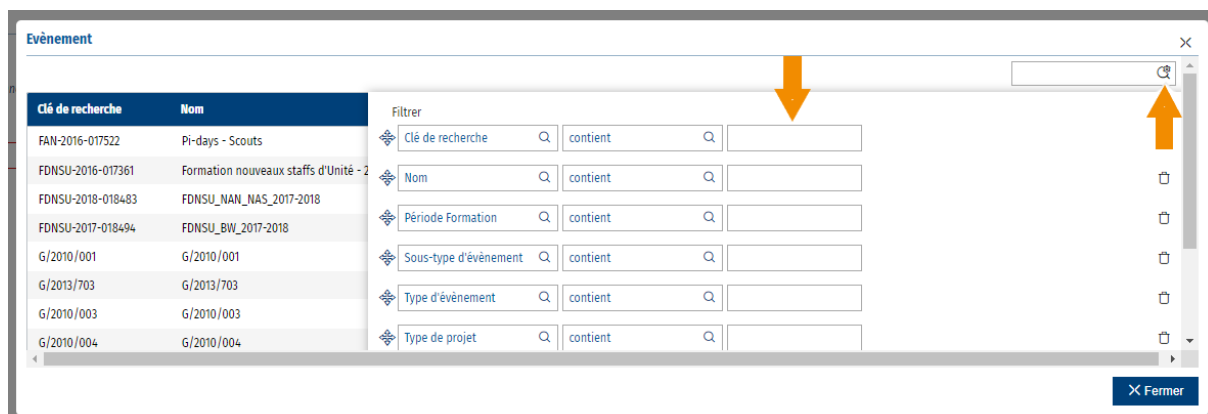 Evènement
Clé de recherche Nom
FAN-2016-017522 Pi-days - Scouts
FDNSU-2016-017361 Formation nouveaux staffs d'Unité - 2
FDNSU-2018-018483 FDNSU_NAN_NAS_2017-2018
FDNSU-2017-018494 FDNSU_BW_2017-2018
G/2010/001 G/2010/001
G/2013/703 G/2013/703
G/2010/003 G/2010/003
G/2010/004 G/2010/004
Filtrer
Clé de recherche contient
Nom contient
Période Formation contient
Sous-type d'évènement contient
Type d'évènement contient
Type de projet contient
Fermer